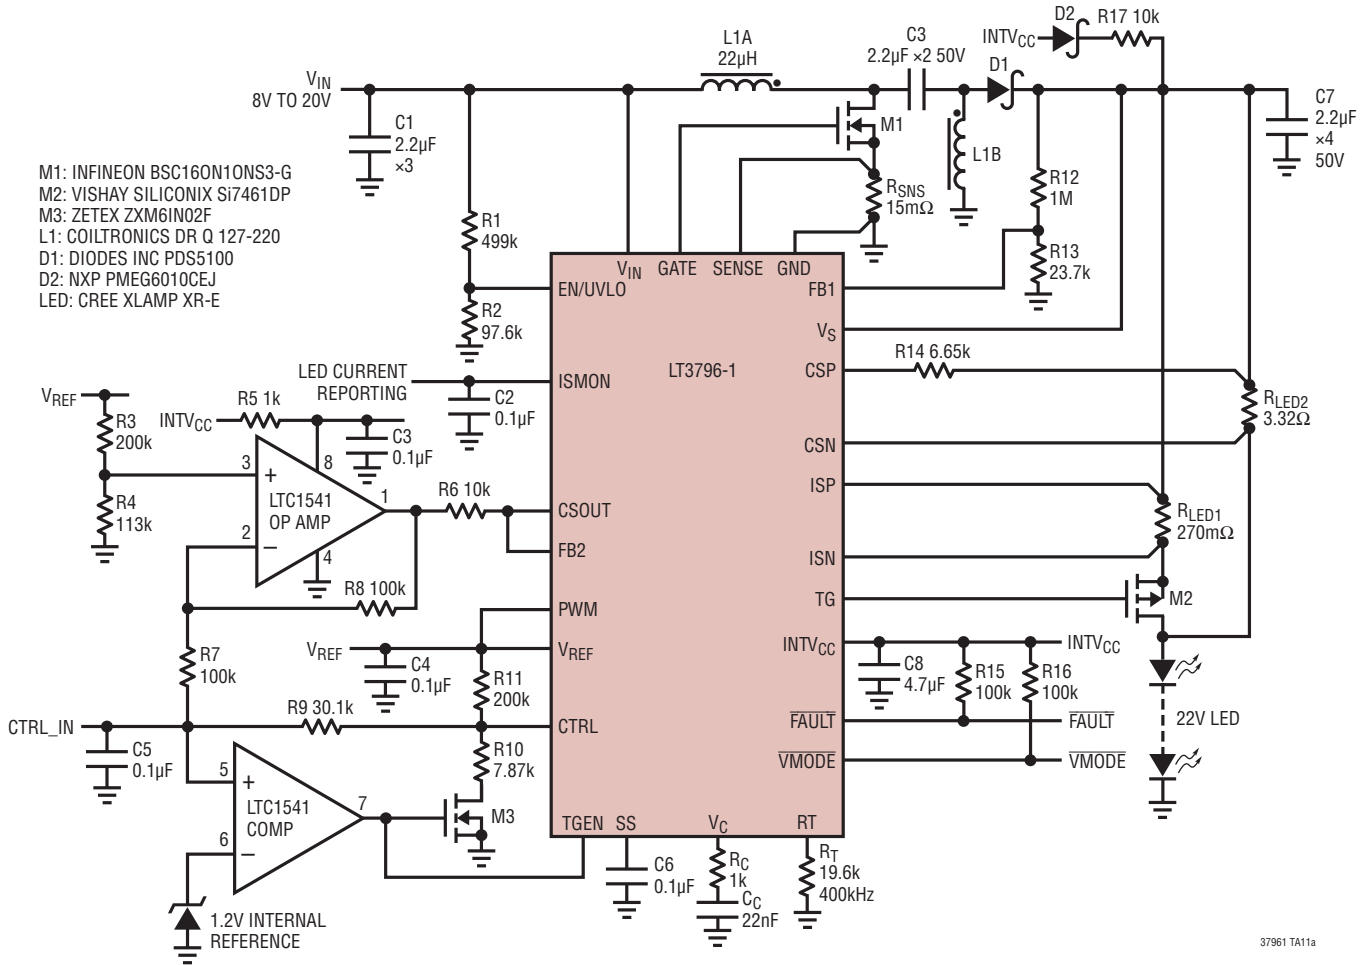 D2
R17 10k
INTVCC
L1A
22µH
C3
2.2µF ×2 50V
D1
VIN
8V TO 20V
C1
2.2µF
×3
M1
L1B
C7
2.2µF
×4
50V
M1: INFINEON BSC16ON1ONS3-G
M2: VISHAY SILICONIX Si7461DP
M3: ZETEX ZXM6IN02F
L1: COILTRONICS DR Q 127-220
D1: DIODES INC PDS5100
D2: NXP PMEG6010CEJ
LED: CREE XLAMP XR-E
R1
499k
RSNS
15mΩ
R12
1M
R13
23.7k
VIN GATE SENSE GND
EN/UVLO
FB1
R2
97.6k
VS
LT3796-1
R14 6.65k
CSP
LED CURRENT
REPORTING
ISMON
C2
0.1µF
RLED2
3.32Ω
CSN
VREF
R3
200k
R5 1k
INTVCC
C3
0.1µF
3
+
8
LTC1541
OP AMP
1
R4
113k
2
–
4
R6 10k
CSOUT
FB2
ISP
RLED1
270mΩ
ISN
R8 100k
PWM
TG
M2
VREF
VREF
C4
0.1µF
R7
100k
R11
200k
INTVCC
INTVCC
C8
4.7µF
R15
100k
R16
100k
22V LED
CTRL_IN
R9 30.1k
CTRL
FAULT
FAULT
C5
0.1µF
R10
7.87k
VMODE
VMODE
5
+
LTC1541
COMP
7
6
–
M3
TGEN SS
VC
RT
C6
0.1µF
RC
1k
CC
22nF
RT
19.6k
400kHz
1.2V INTERNAL
REFERENCE
37961 TA11a